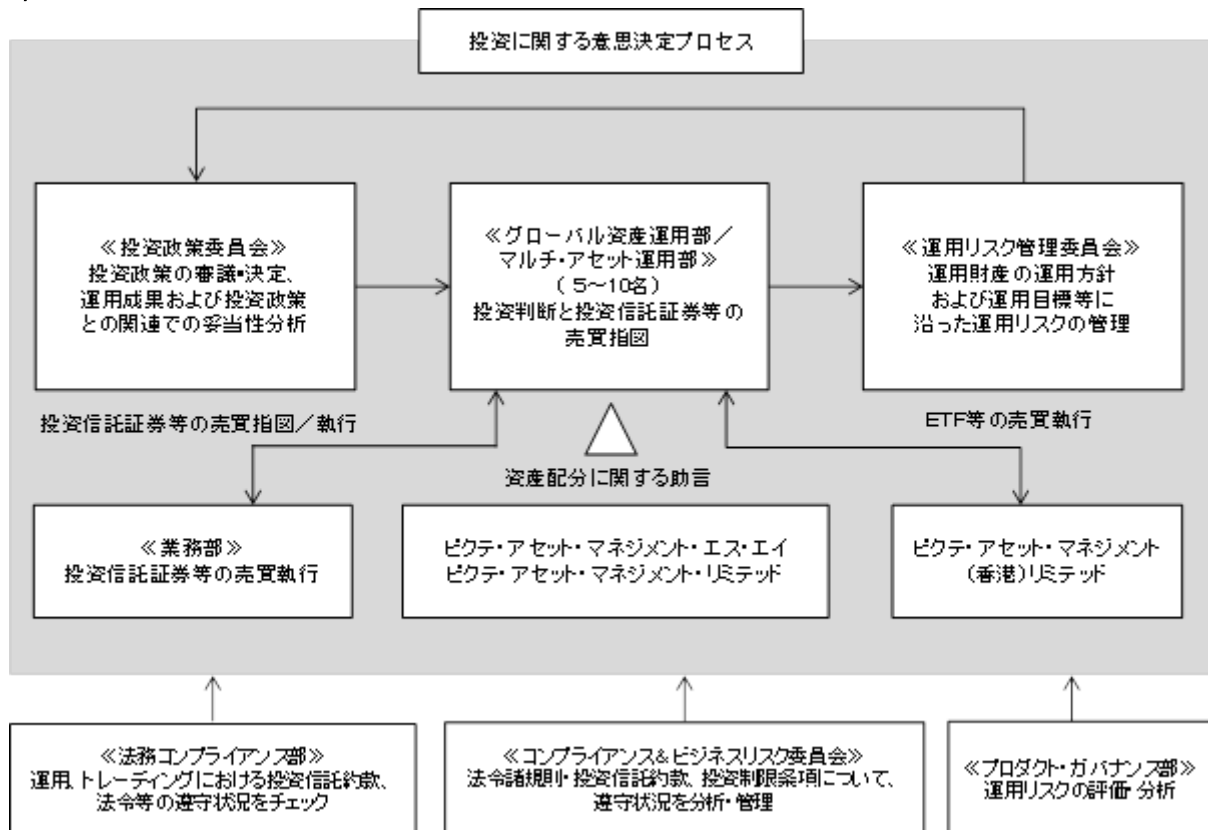 投資に関する意思決定プロセス
≪投資政策委員会≫
投資政策の審議・決定、
運用成果および投資政策
との関連での妥当性分析
≪グローバル資産運用部／
マルチ・アセット運用部≫
（5～10名）
投資判断と投資信託証券等の
売買指図
≪運用リスク管理委員会≫
運用財産の運用方針
および運用目標等に
沿った運用リスクの管理
投資信託証券等の売買指図／執行
ETF等の売買執行
資産配分に関する助言
≪業務部≫
投資信託証券等の売買執行
ピクテ・アセット・マネジメント・エス・エイ
ピクテ・アセット・マネジメント・リミテッド
ピクテ・アセット・マネジメント
(香港)リミテッド
≪法務コンプライアンス部≫
運用、トレーディングにおける投資信託約款、
法令等の遵守状況をチェック
≪コンプライアンス&ビジネスリスク委員会≫
法令諸規則・投資信託約款、投資制限条項について、
遵守状況を分析・管理
≪プロダクト・ガバナンス部≫
運用リスクの評価・分析